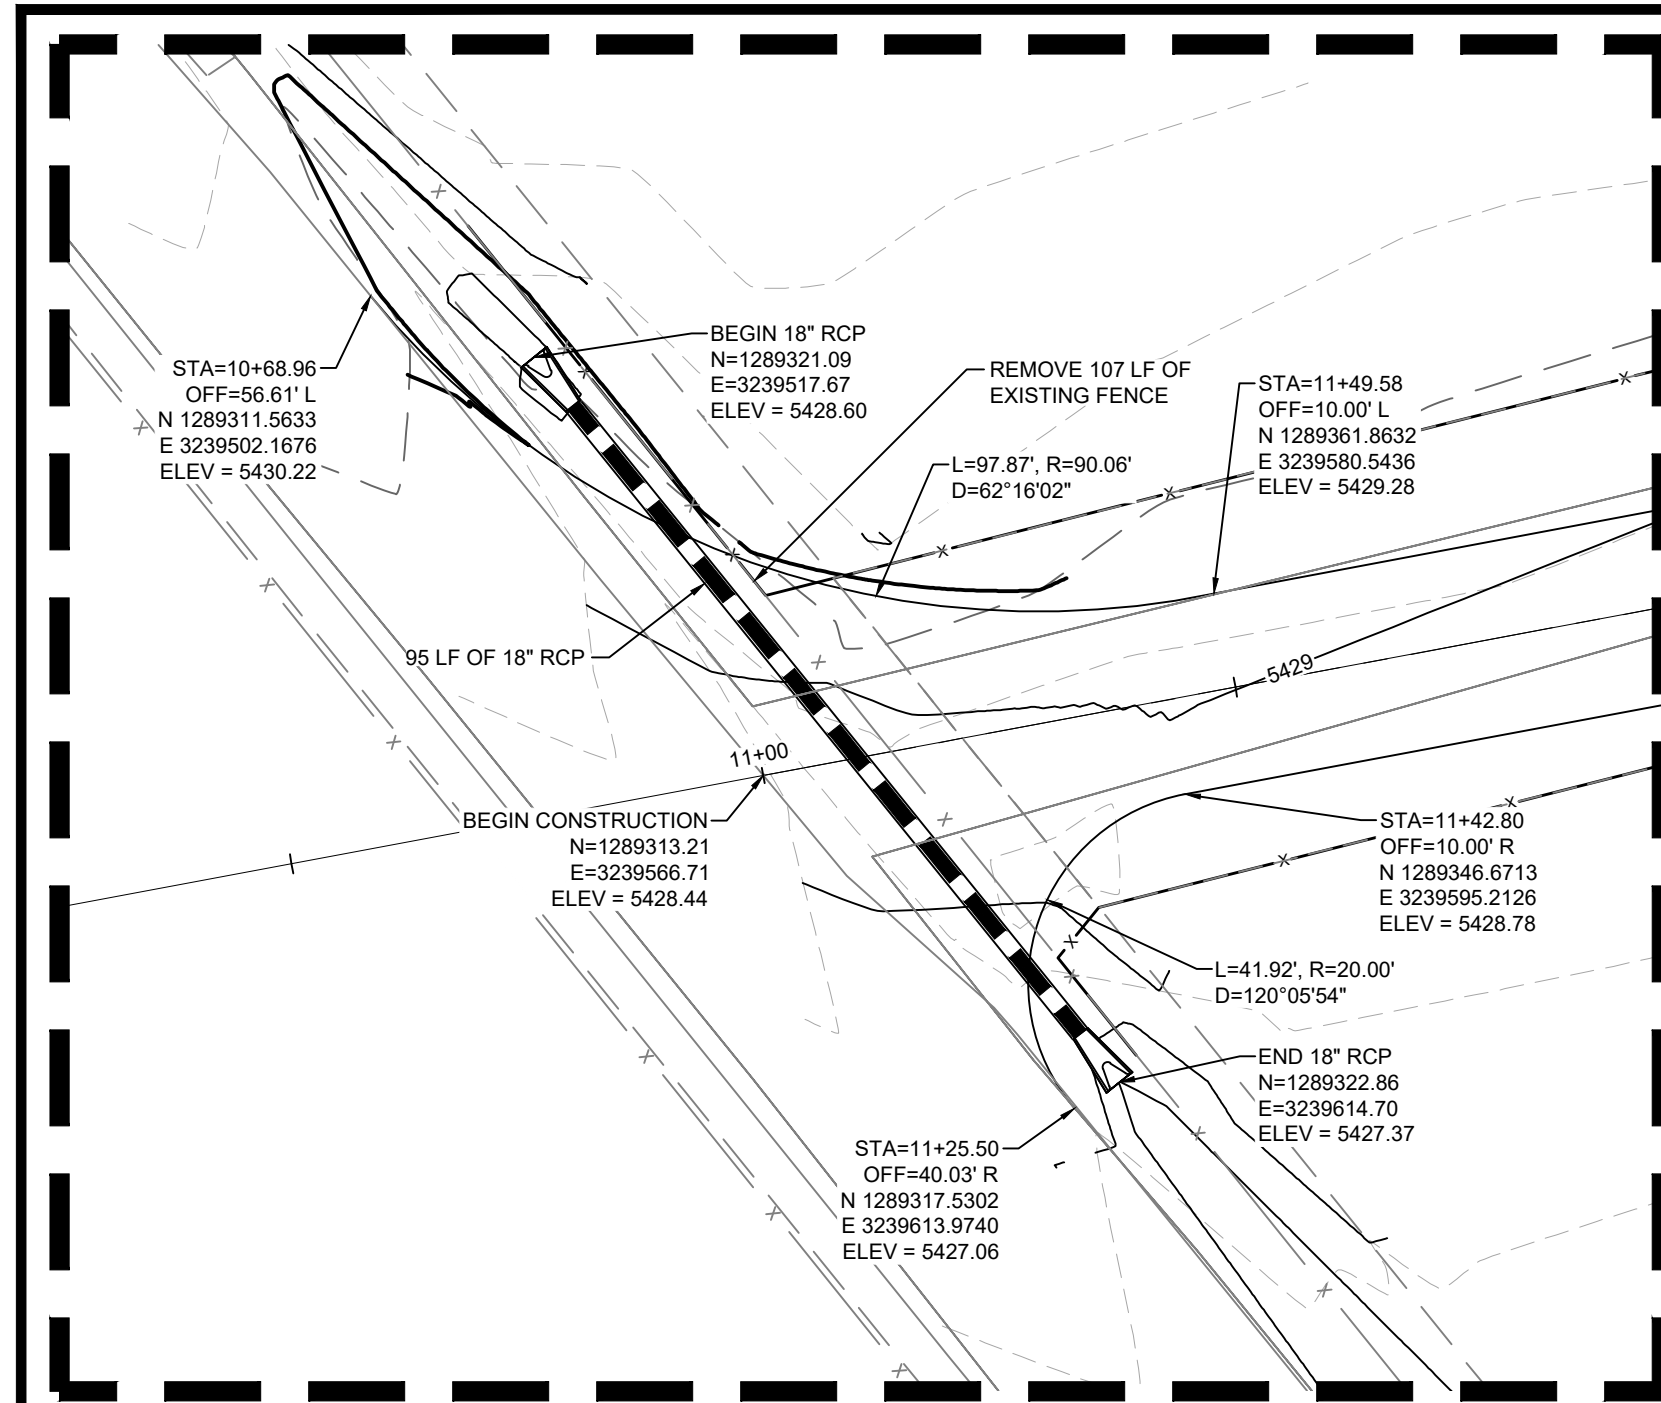 BEGIN 18" RCP
N=1289321.09
E=3239517.67
ELEV = 5428.60
STA=10+68.96
OFF=56.61' L
N 1289311.5633
E 3239502.1676
ELEV = 5430.22
REMOVE 107 LF OF
EXISTING FENCE
STA=11+49.58
OFF=10.00' L
N 1289361.8632
E 3239580.5436
ELEV = 5429.28
L=97.87', R=90.06'
D=62°16'02"
95 LF OF 18" RCP
5429
11+00
BEGIN CONSTRUCTION
N=1289313.21
E=3239566.71
ELEV = 5428.44
STA=11+42.80
OFF=10.00' R
N 1289346.6713
E 3239595.2126
ELEV = 5428.78
L=41.92', R=20.00'
D=120°05'54"
END 18" RCP
N=1289322.86
E=3239614.70
ELEV = 5427.37
STA=11+25.50
OFF=40.03' R
N 1289317.5302
E 3239613.9740
ELEV = 5427.06